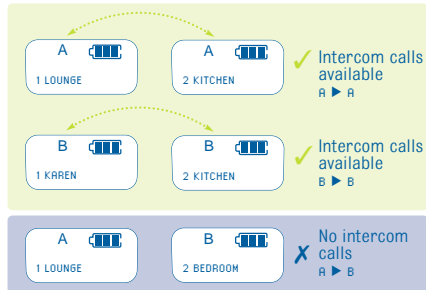 A A
1 LOUNGE 2 KITCHEN
Intercom calls
available
A ▶ A
B B
1 KAREN 2 KITCHEN
Intercom calls
available
B ▶ B
A B
1 LOUNGE 2 BEDROOM
No intercom
calls
A ▶ B